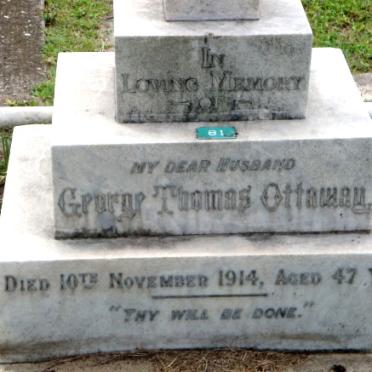 In
Loving Memory
OF
81
MY DEAR HUSBAND
George Thomas Ottaway,
Died 10TH November 1914, Aged 47 Y
"THY WILL BE DONE."